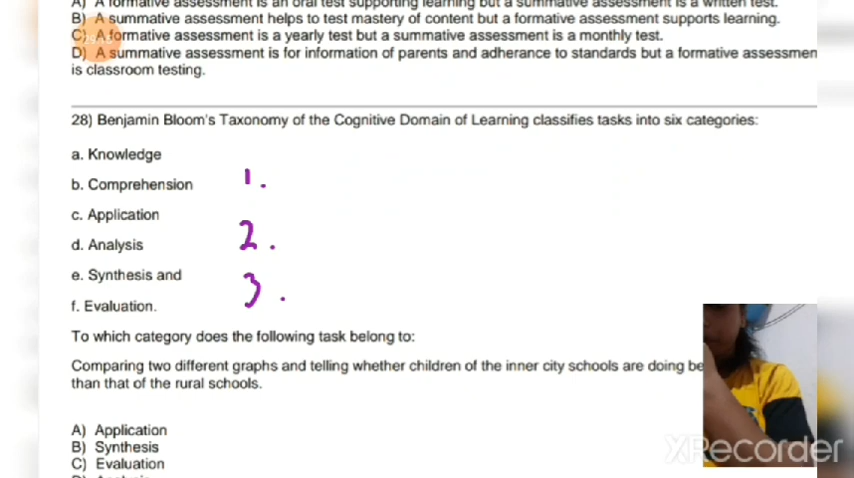 A) A formative assessment is an oral test supporting learning but a summative assessment is a written test.
B) A summative assessment helps to test mastery of content but a formative assessment supports learning.
C) A formative assessment is a yearly test but a summative assessment is a monthly test.
D) A summative assessment is for information of parents and adherence to standards but a formative assessmen
is classroom testing.
28) Benjamin Bloom's Taxonomy of the Cognitive Domain of Learning classifies tasks into six categories:
a. Knowledge
b. Comprehension 1.
c. Application
d. Analysis 2.
e. Synthesis and
f. Evaluation. 3.
To which category does the following task belong to:
Comparing two different graphs and telling whether children of the inner city schools are doing be
than that of the rural schools.
A) Application
B) Synthesis
C) Evaluation
XRecorder